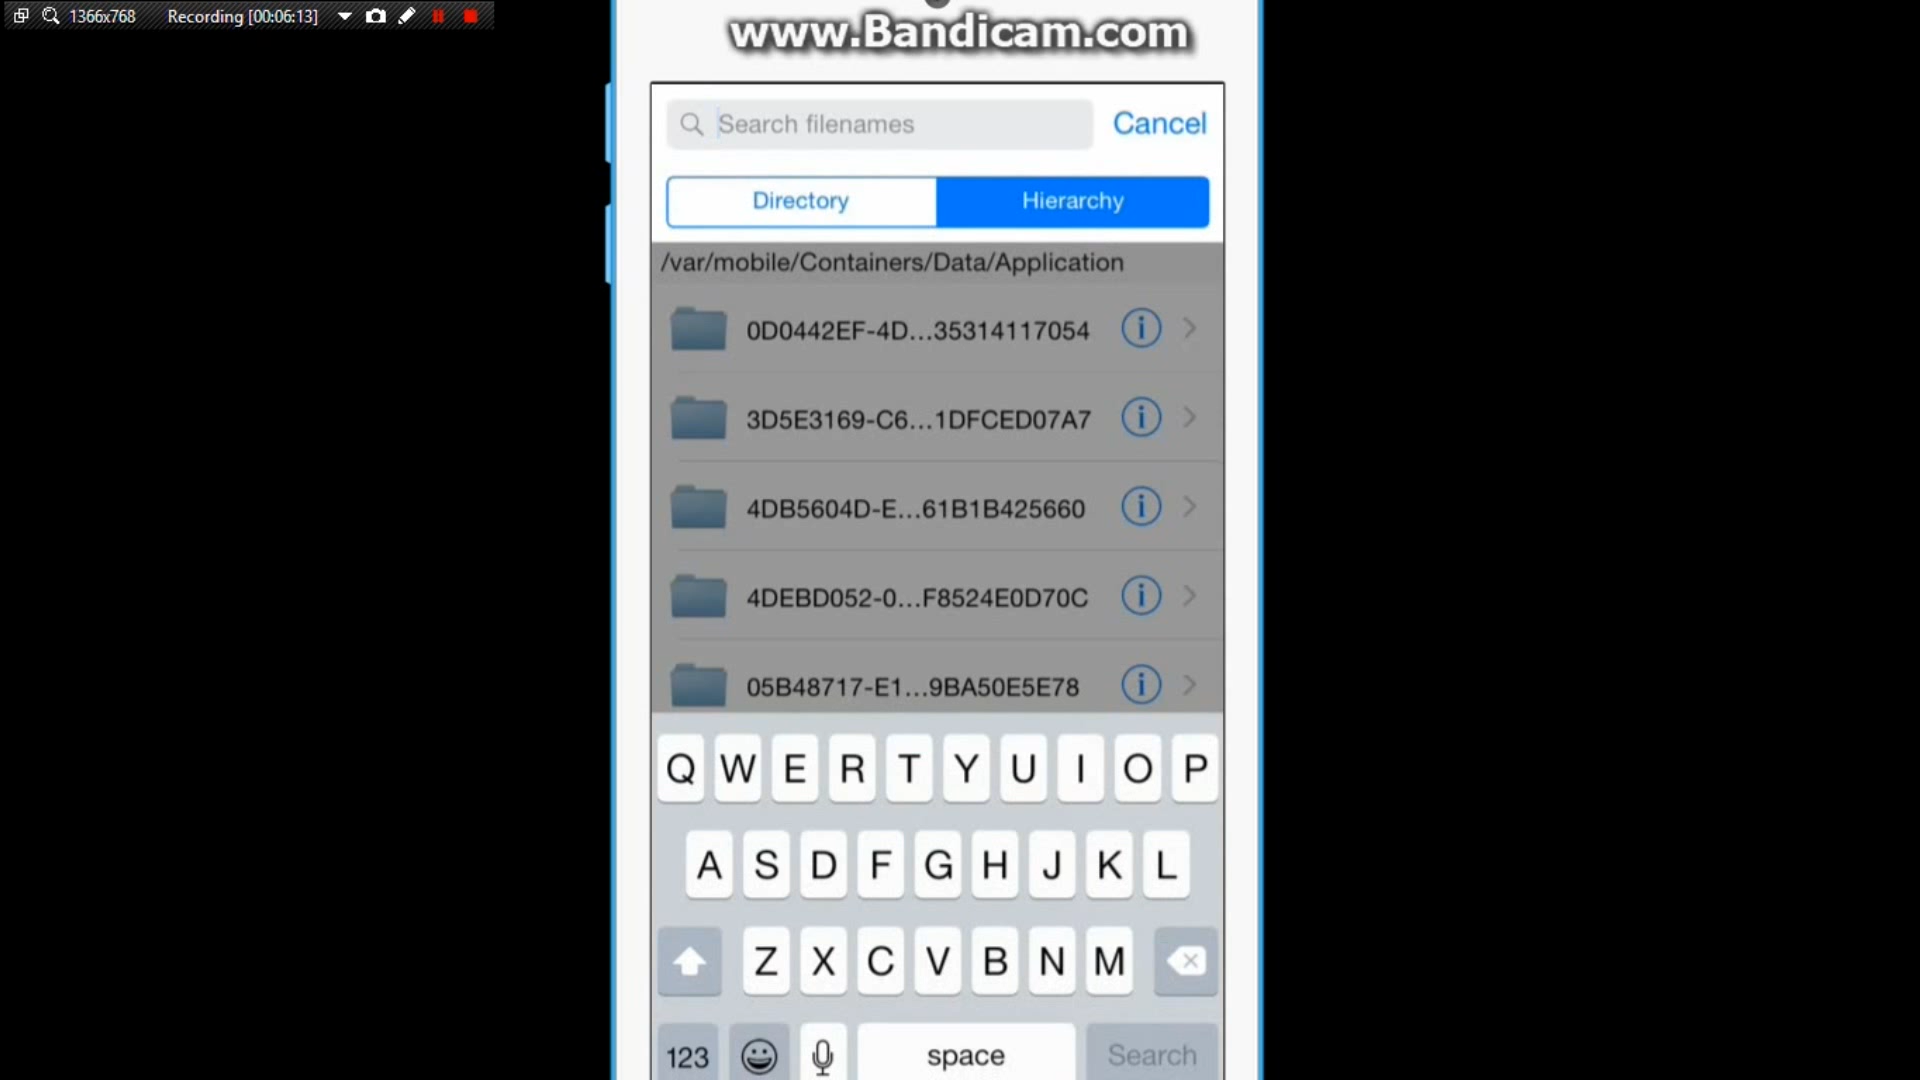 1366x768 Recording [00:06:13]
www.Bandicam.com
Search filenames Cancel
Directory Hierarchy
/var/mobile/Containers/Data/Application
0D0442EF-4D...35314117054
3D5E3169-C6...1DFCED07A7
4DB5604D-E...61B1B425660
4DEBD052-0...F8524E0D70C
05B48717-E1...9BA50E5E78
Q W E R T Y U I O P
A S D F G H J K L
Z X C V B N M
123 space Search